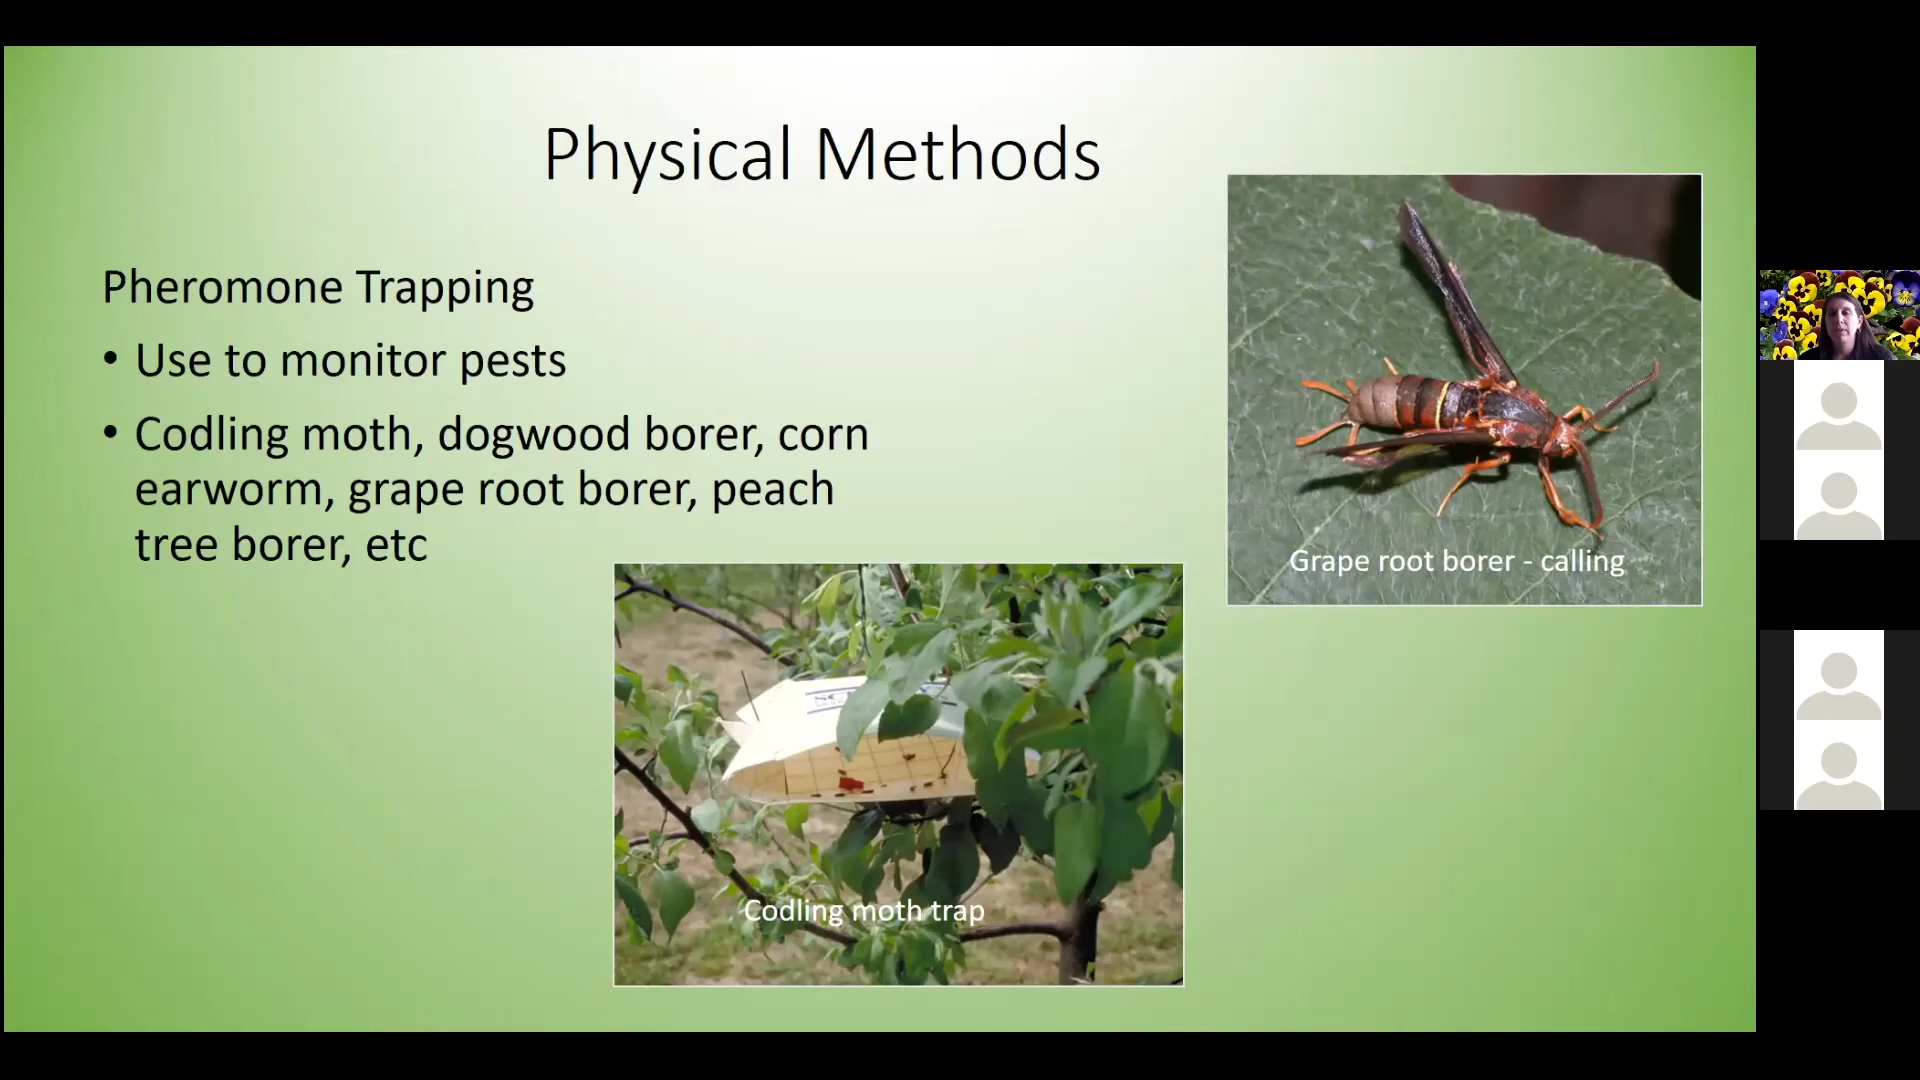 Physical Methods
Pheromone Trapping
• Use to monitor pests
• Codling moth, dogwood borer, corn
earworm, grape root borer, peach
tree borer, etc
Grape root borer - calling
Codling moth trap